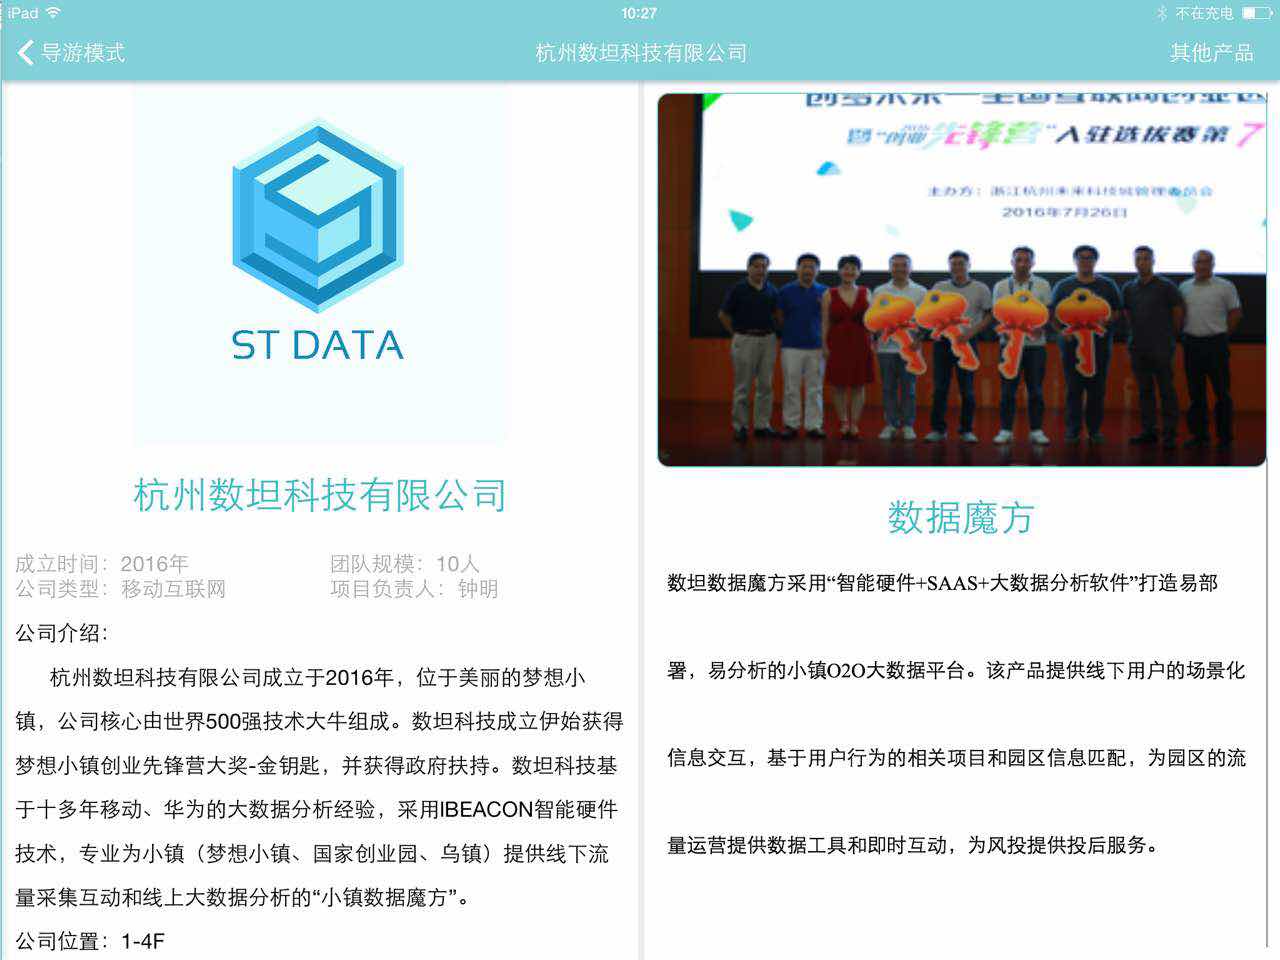 iPad
10:27
不在充电
导游模式
杭州数坦科技有限公司
其他产品
ST DATA
杭州数坦科技有限公司
成立时间：2016年
团队规模：10人
公司类型：移动互联网
项目负责人：钟明
公司介绍：
杭州数坦科技有限公司成立于2016年，位于美丽的梦想小
镇，公司核心由世界500强技术大牛组成。数坦科技成立伊始获得
梦想小镇创业先锋营大奖-金钥匙，并获得政府扶持。数坦科技基
于十多年移动、华为的大数据分析经验，采用IBEACON智能硬件
技术，专业为小镇（梦想小镇、国家创业园、乌镇）提供线下流
量采集互动和线上大数据分析的“小镇数据魔方”。
公司位置：1-4F
创梦未来—全国互联网创业
暨“创业先锋营”入驻选拔赛第7
主办方：浙江杭州未来科技城管理委员会
2016年7月26日
数据魔方
数坦数据魔方采用“智能硬件+SAAS+大数据分析软件”打造易部
署，易分析的小镇O2O大数据平台。该产品提供线下用户的场景化
信息交互，基于用户行为的相关项目和园区信息匹配，为园区的流
量运营提供数据工具和即时互动，为风投提供投后服务。